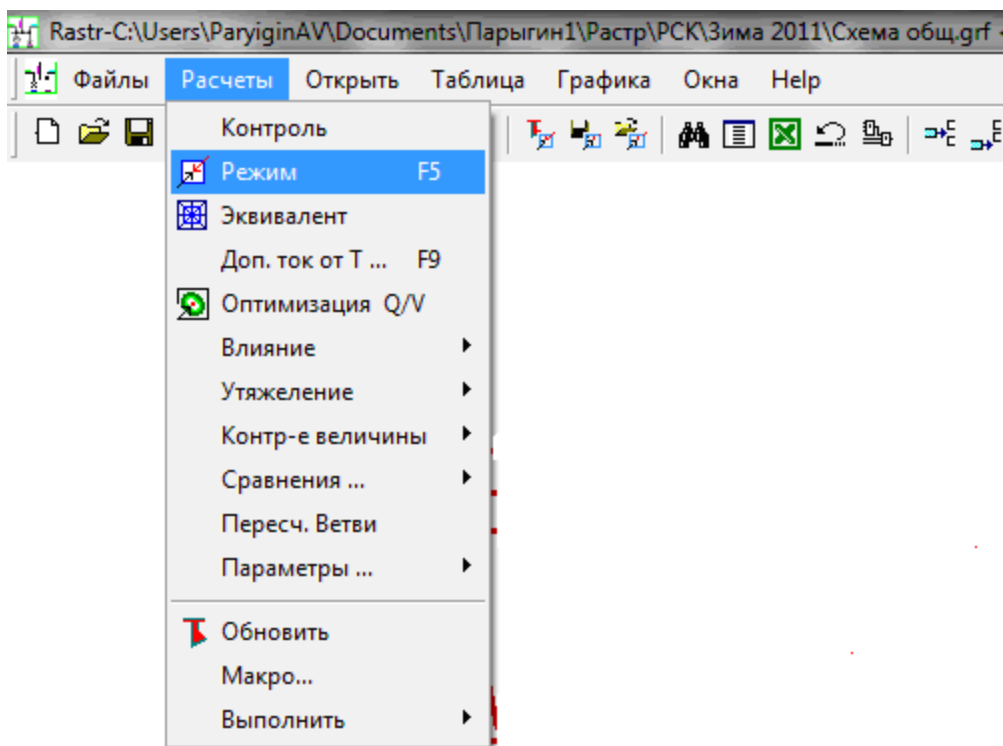 Rastr-C:\Users\ParyiginAV\Documents\Парыгин1\Растр\РСК\Зима 2011\Схема общ.grf
Файлы Расчеты Открыть Таблица Графика Окна Help
Контроль
Режим F5
Эквивалент
Доп. ток от Т ... F9
Оптимизация Q/V
Влияние
Утяжеление
Контр-е величины
Сравнения ...
Пересч. Ветви
Параметры ...
Обновить
Макро...
Выполнить